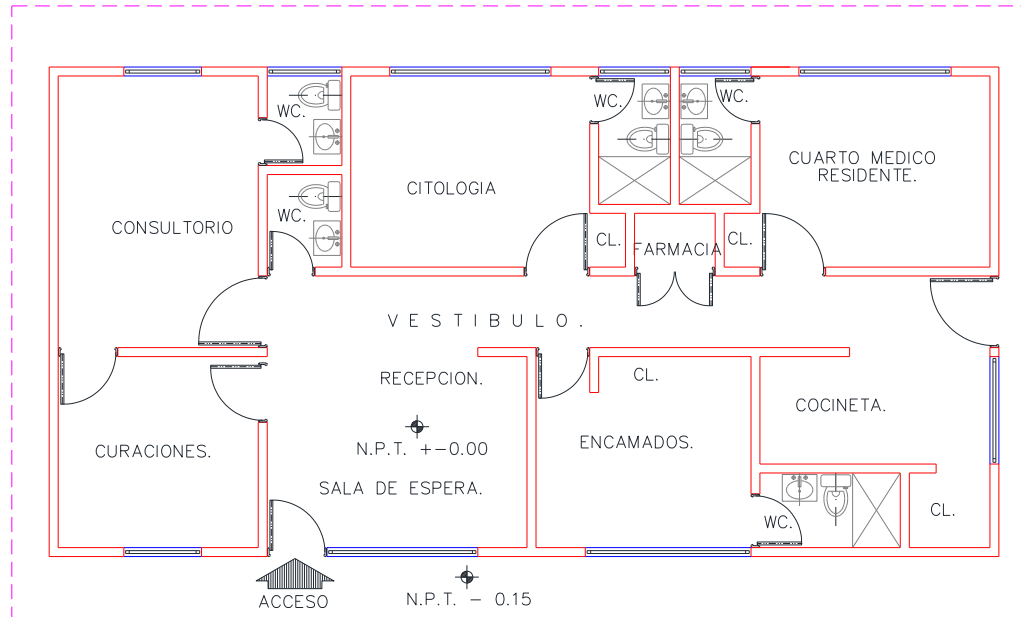 WC.
WC.
WC.
CUARTO MEDICO
RESIDENTE.
CITOLOGIA
WC.
CONSULTORIO
CL.
FARMACIA
CL.
VESTIBULO.
RECEPCION.
CL.
COCINETA.
N.P.T. +-0.00
ENCAMADOS.
CURACIONES.
SALA DE ESPERA.
CL.
WC.
ACCESO
N.P.T. - 0.15